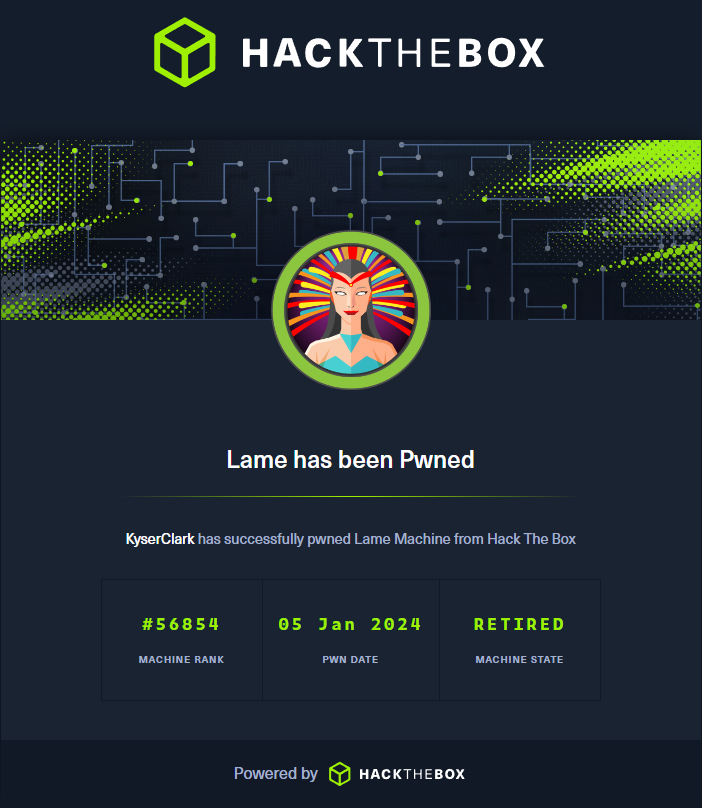 HACKTHEBOX
Lame has been Pwned
KyserClark has successfully pwned Lame Machine from Hack The Box
#56854 05 Jan 2024 RETIRED
MACHINE RANK PWN DATE MACHINE STATE
Powered by HACKTHEBOX